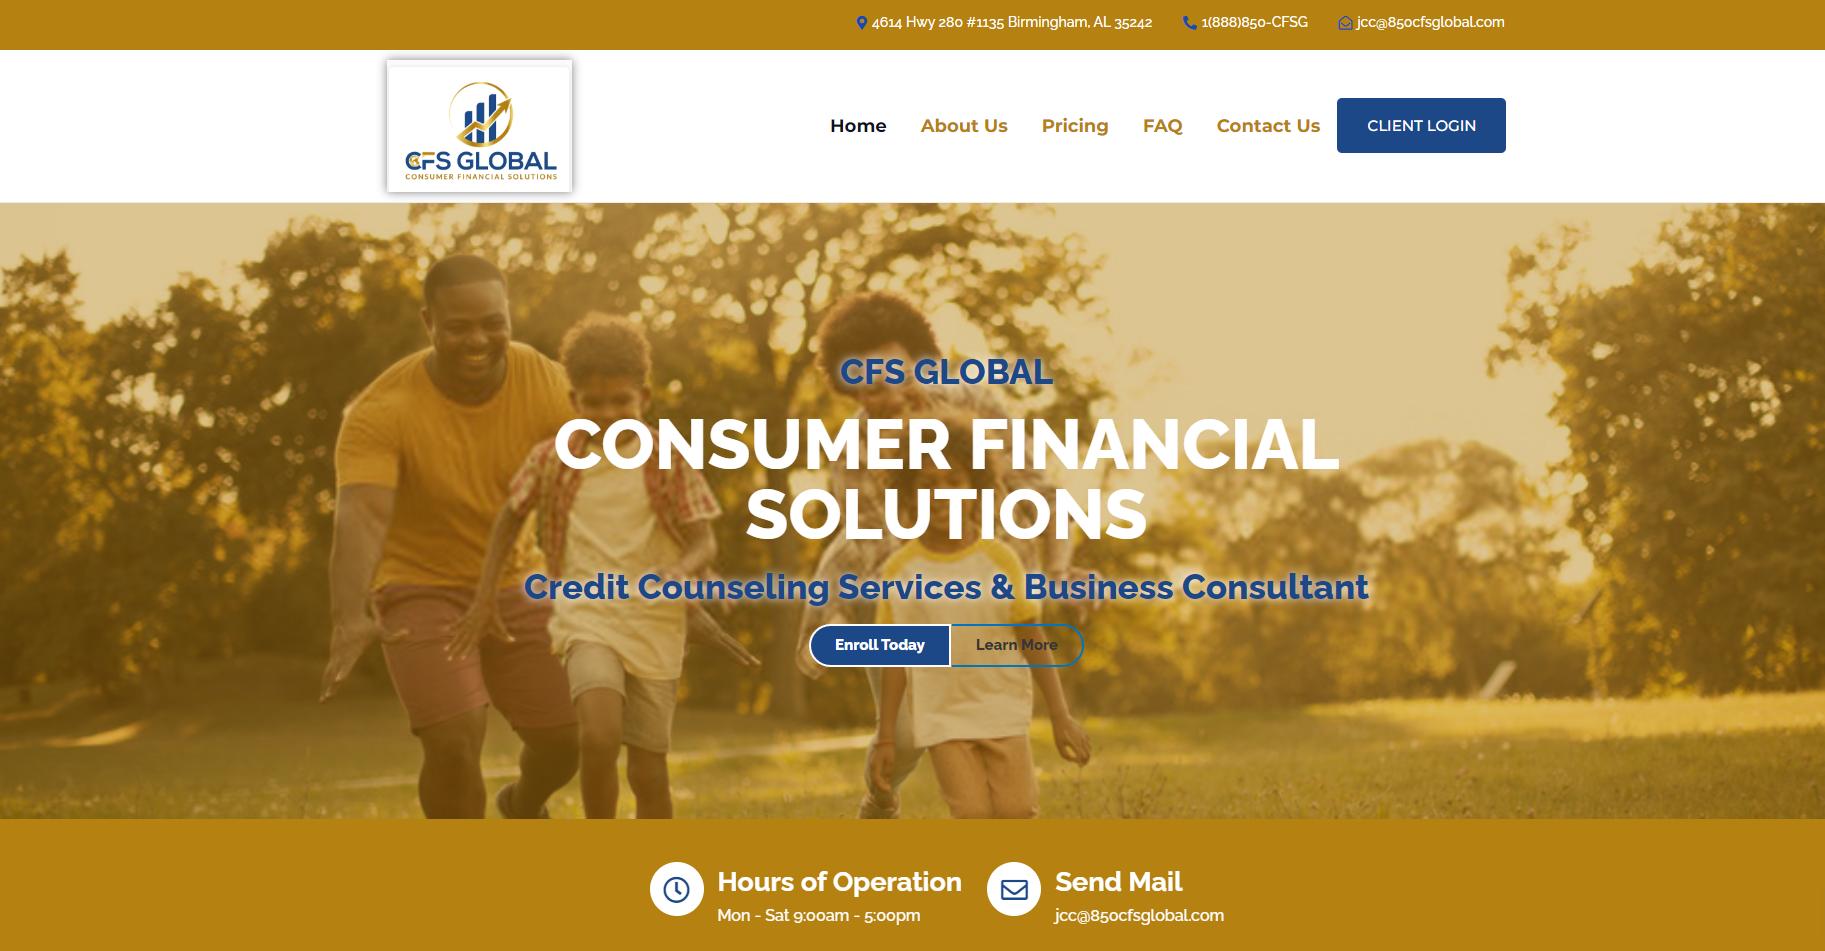 4614 Hwy 280 #1135 Birmingham, AL 35242
1(888)850-CFSG
jcc@850cfsglobal.com
CFS GLOBAL
CONSUMER FINANCIAL SOLUTIONS
Home
About Us
Pricing
FAQ
Contact Us
CLIENT LOGIN
CFS GLOBAL
CONSUMER FINANCIAL
SOLUTIONS
Credit Counseling Services & Business Consultant
Enroll Today
Learn More
Hours of Operation
Mon - Sat 9:00am - 5:00pm
Send Mail
jcc@850cfsglobal.com